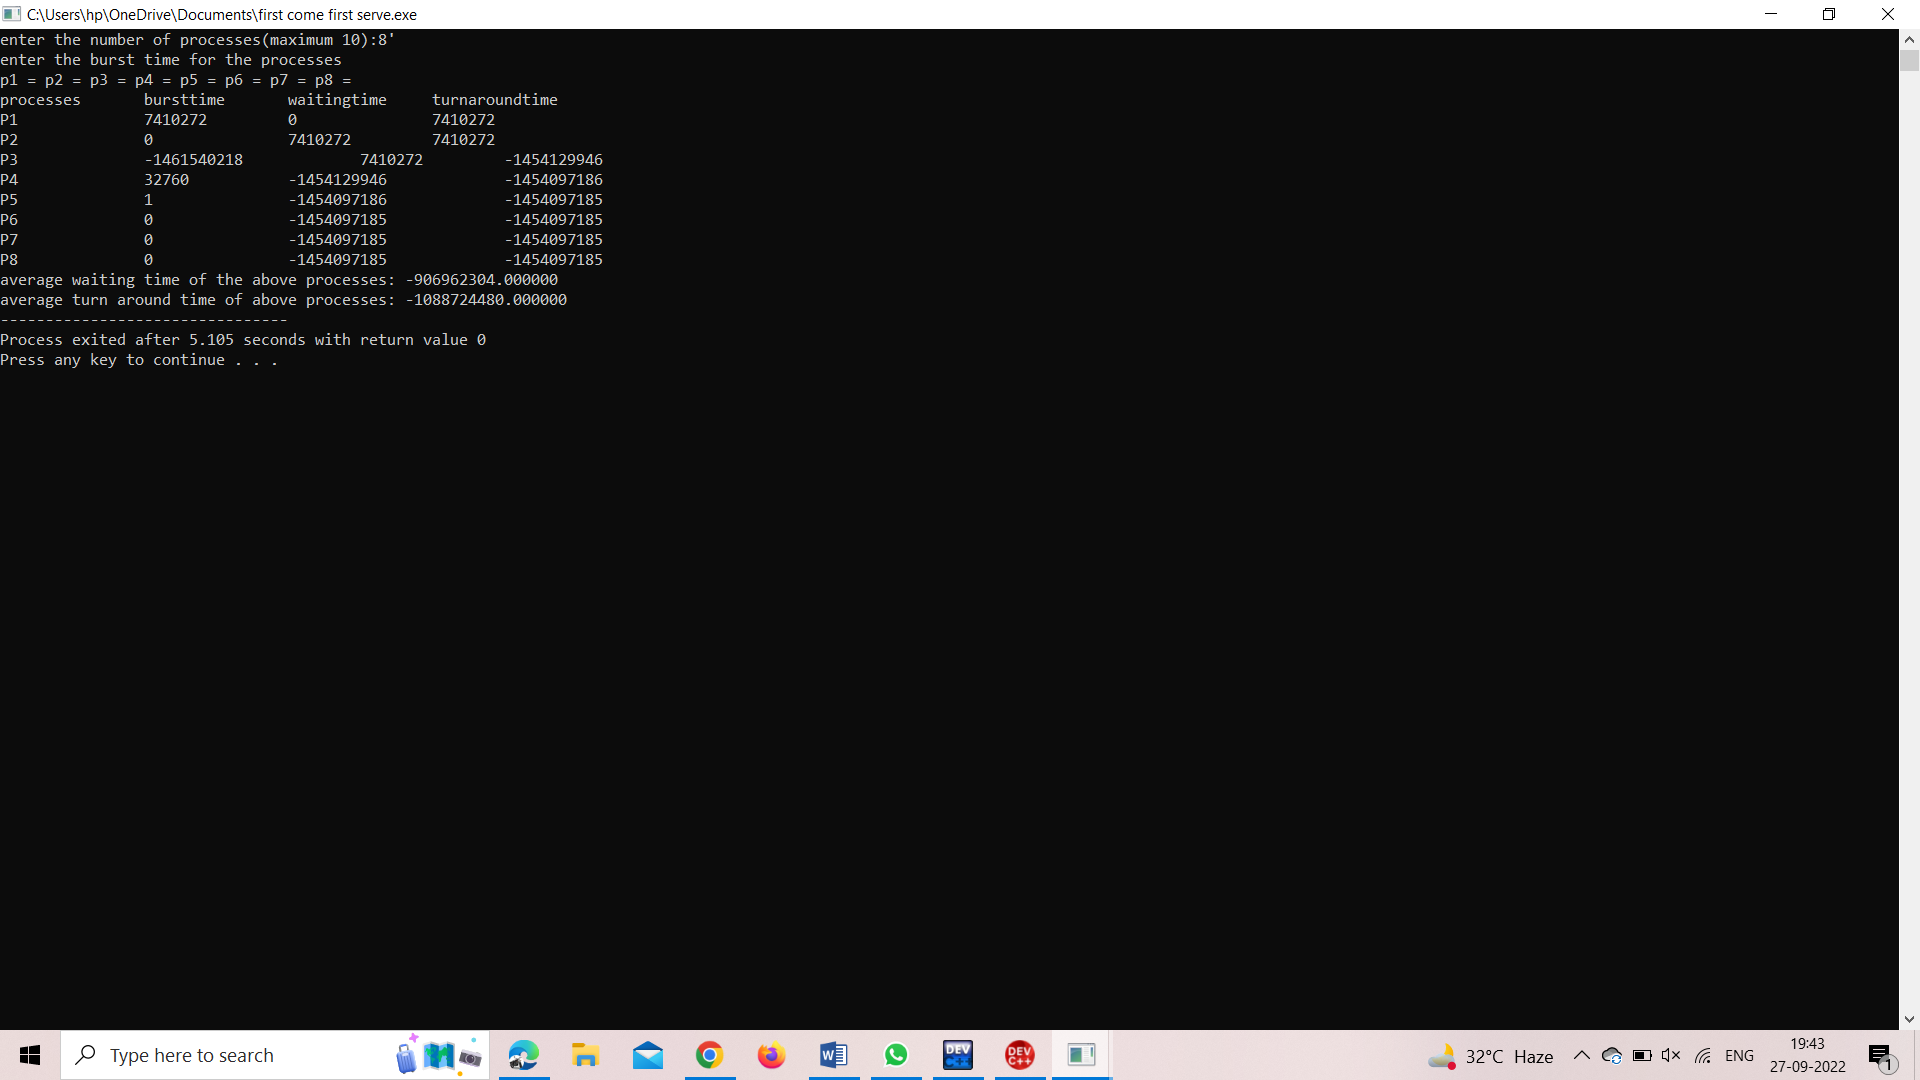 C:\Users\hp\OneDrive\Documents\first come first serve.exe
enter the number of processes(maximum 10):8'
enter the burst time for the processes
p1 = p2 = p3 = p4 = p5 = p6 = p7 = p8 =
processes bursttime waitingtime turnaroundtime
P1 7410272 0 7410272
P2 0 7410272 7410272
P3 -1461540218 7410272 -1454129946
P4 32760 -1454129946 -1454097186
P5 1 -1454097186 -1454097185
P6 0 -1454097185 -1454097185
P7 0 -1454097185 -1454097185
P8 0 -1454097185 -1454097185
average waiting time of the above processes: -906962304.000000
average turn around time of above processes: -1088724480.000000
--------------------------------
Process exited after 5.105 seconds with return value 0
Press any key to continue . . .
Type here to search
W
DEV C++
DEV C++
32°C Haze
ENG
19:43
27-09-2022
1